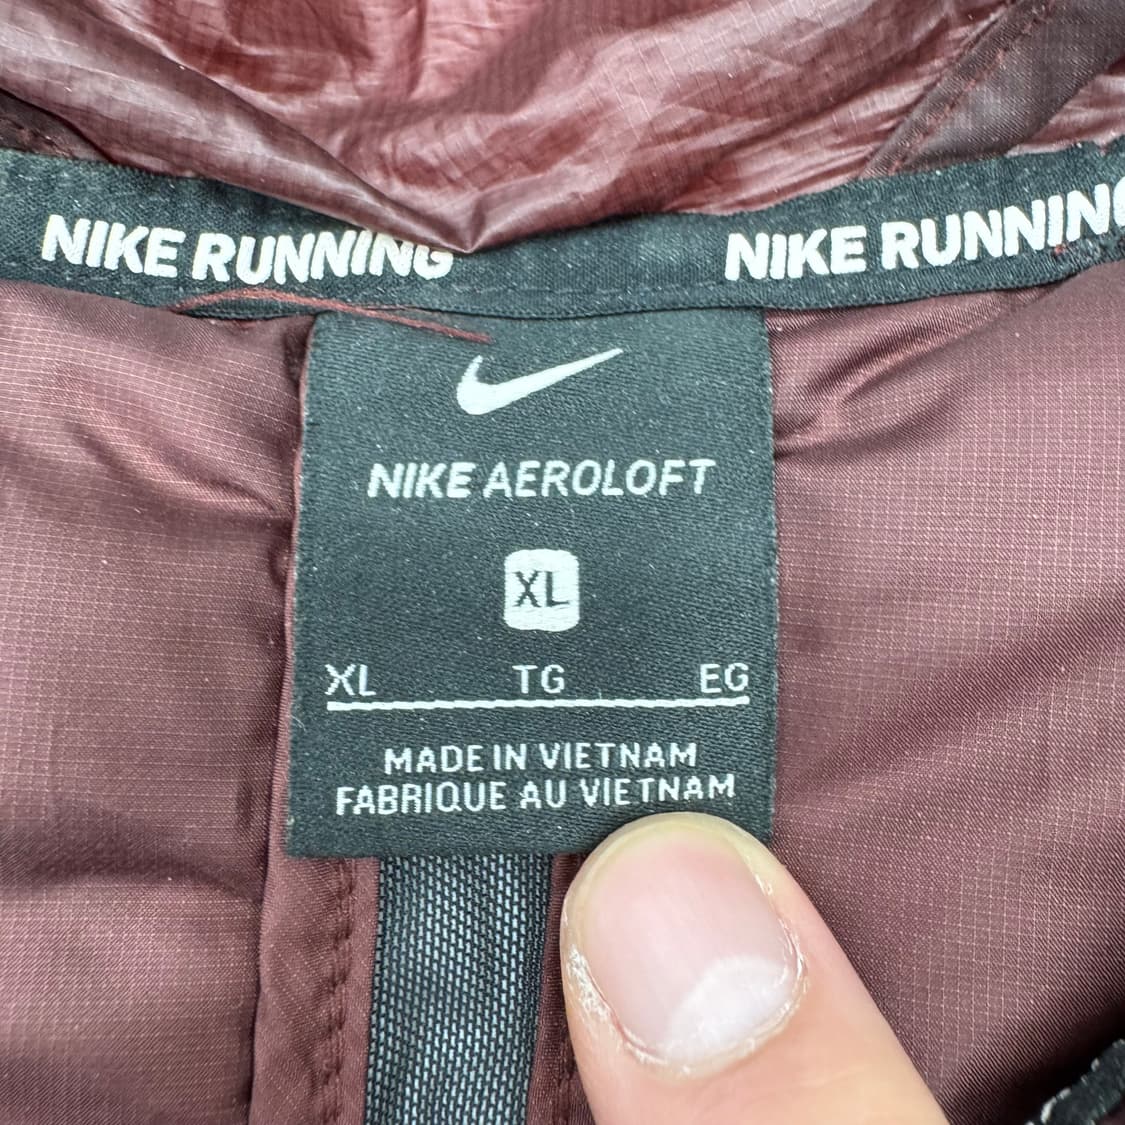 NIKE RUNNING NIKE RUNNING
NIKE AEROLOFT
XL
XL TG EG
MADE IN VIETNAM
FABRIQUE AU VIETNAM